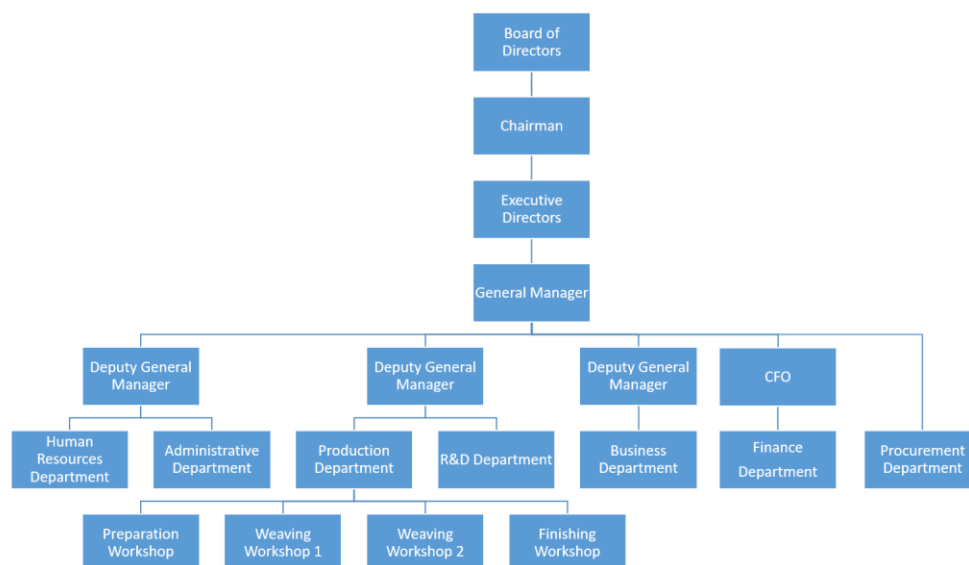 Board of
Directors
Chairman
Executive
Directors
General Manager
Deputy General
Manager
Deputy General
Manager
Deputy General
Manager
CFO
Human
Resources
Department
Administrative
Department
Production
Department
R&D Department
Business
Department
Finance
Department
Procurement
Department
Preparation
Workshop
Weaving
Workshop 1
Weaving
Workshop 2
Finishing
Workshop